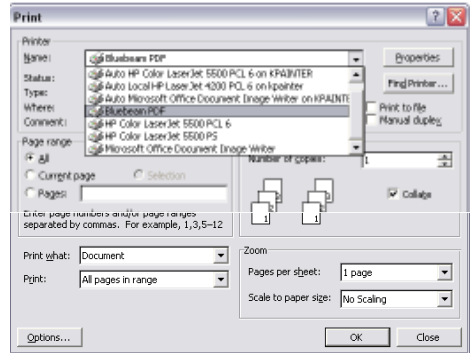 Print
Printer
Name: Bluebeam PDF
Properties
Status:
Auto HP Color LaserJet 5500 PCL 6 on KPAINTER
Find Printer...
Type:
Auto Local HP LaserJet 4200 PCL 6 on kpainter
Where:
Auto Microsoft Office Document Image Writer on KPAINTE
Print to file
Bluebeam PDF
Comment:
HP Color LaserJet 5500 PCL 6
Manual duplex
HP Color LaserJet 5500 PS
Microsoft Office Document Image Writer
Page range
All
Number of copies: 1
Current page Selection
Pages:
Collate
Enter page numbers and/or page ranges
separated by commas. For example, 1,3,5-12
Print what: Document
Print: All pages in range
Zoom
Pages per sheet: 1 page
Scale to paper size: No Scaling
Options...
OK
Close